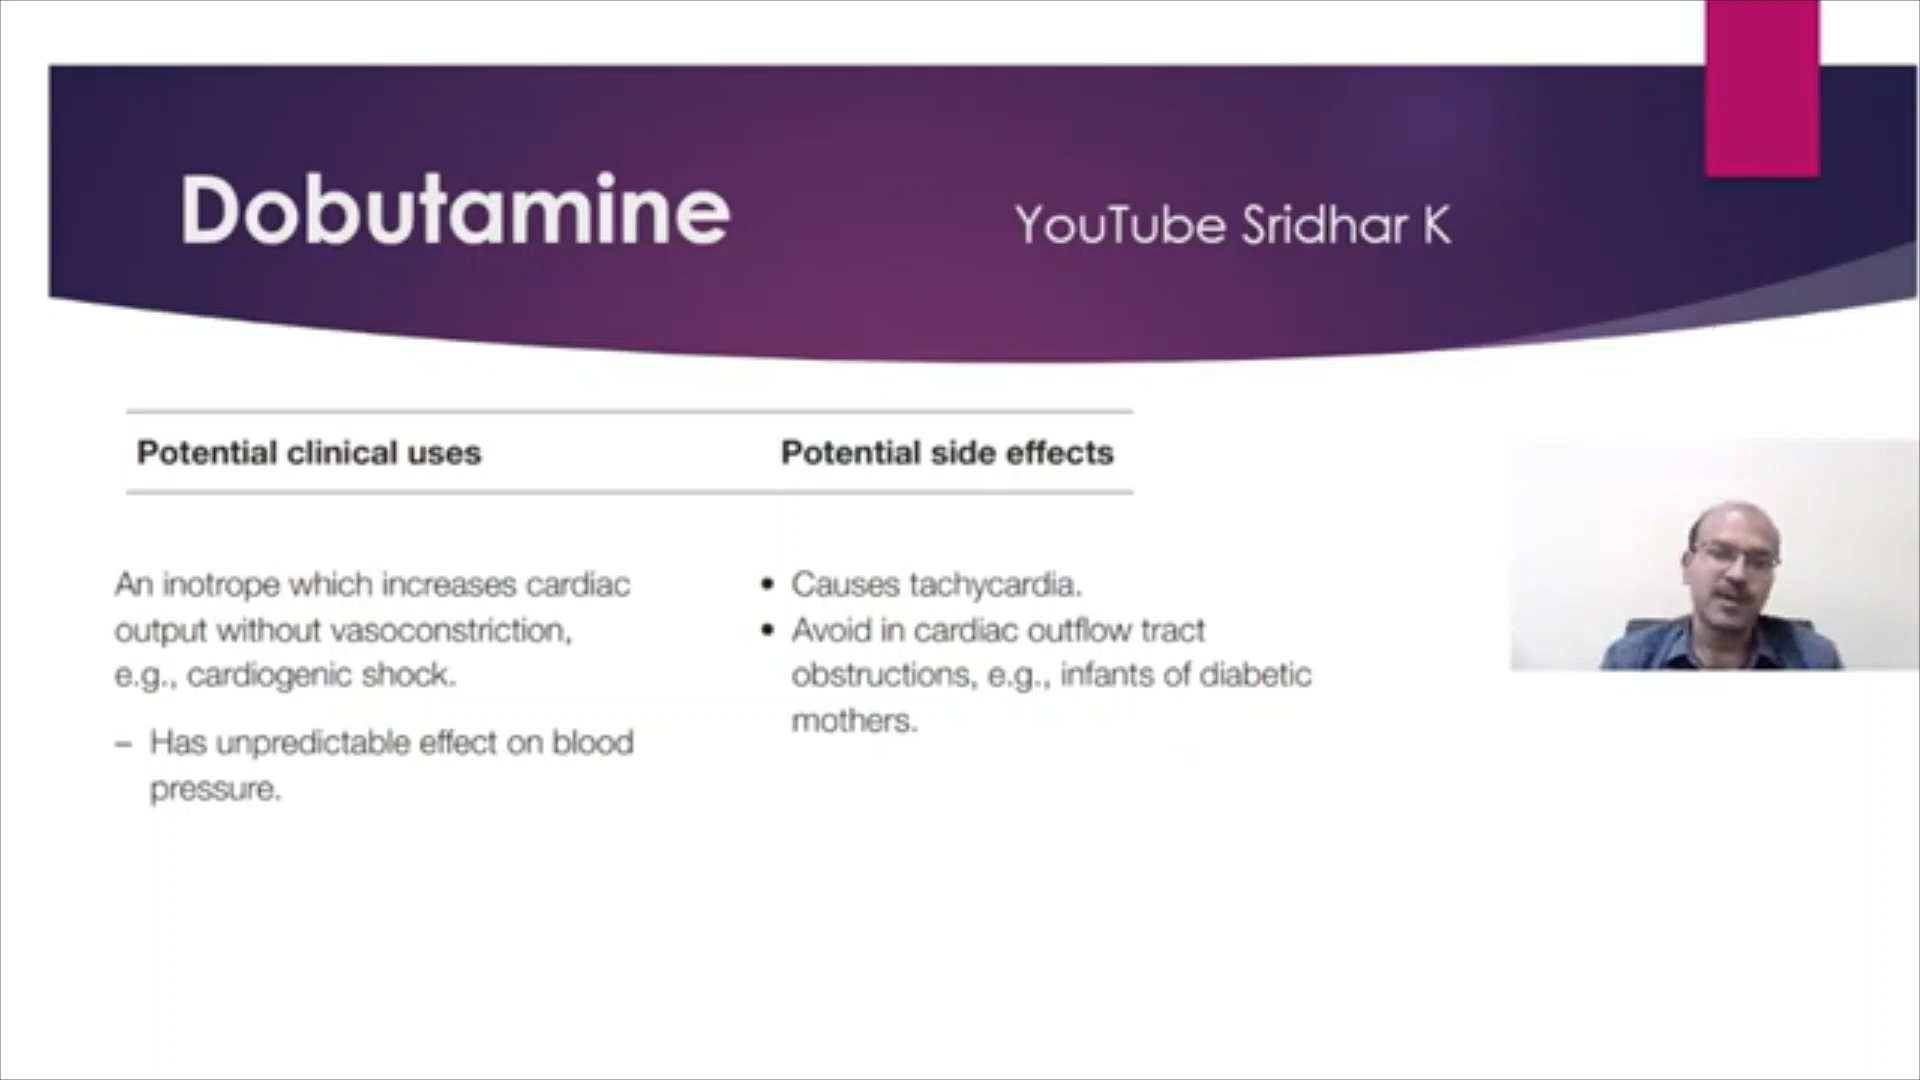 Dobutamine
YouTube Sridhar K
Potential clinical uses
Potential side effects
An inotrope which increases cardiac
output without vasoconstriction,
e.g., cardiogenic shock.
– Has unpredictable effect on blood
pressure.
• Causes tachycardia.
• Avoid in cardiac outflow tract
obstructions, e.g., infants of diabetic
mothers.